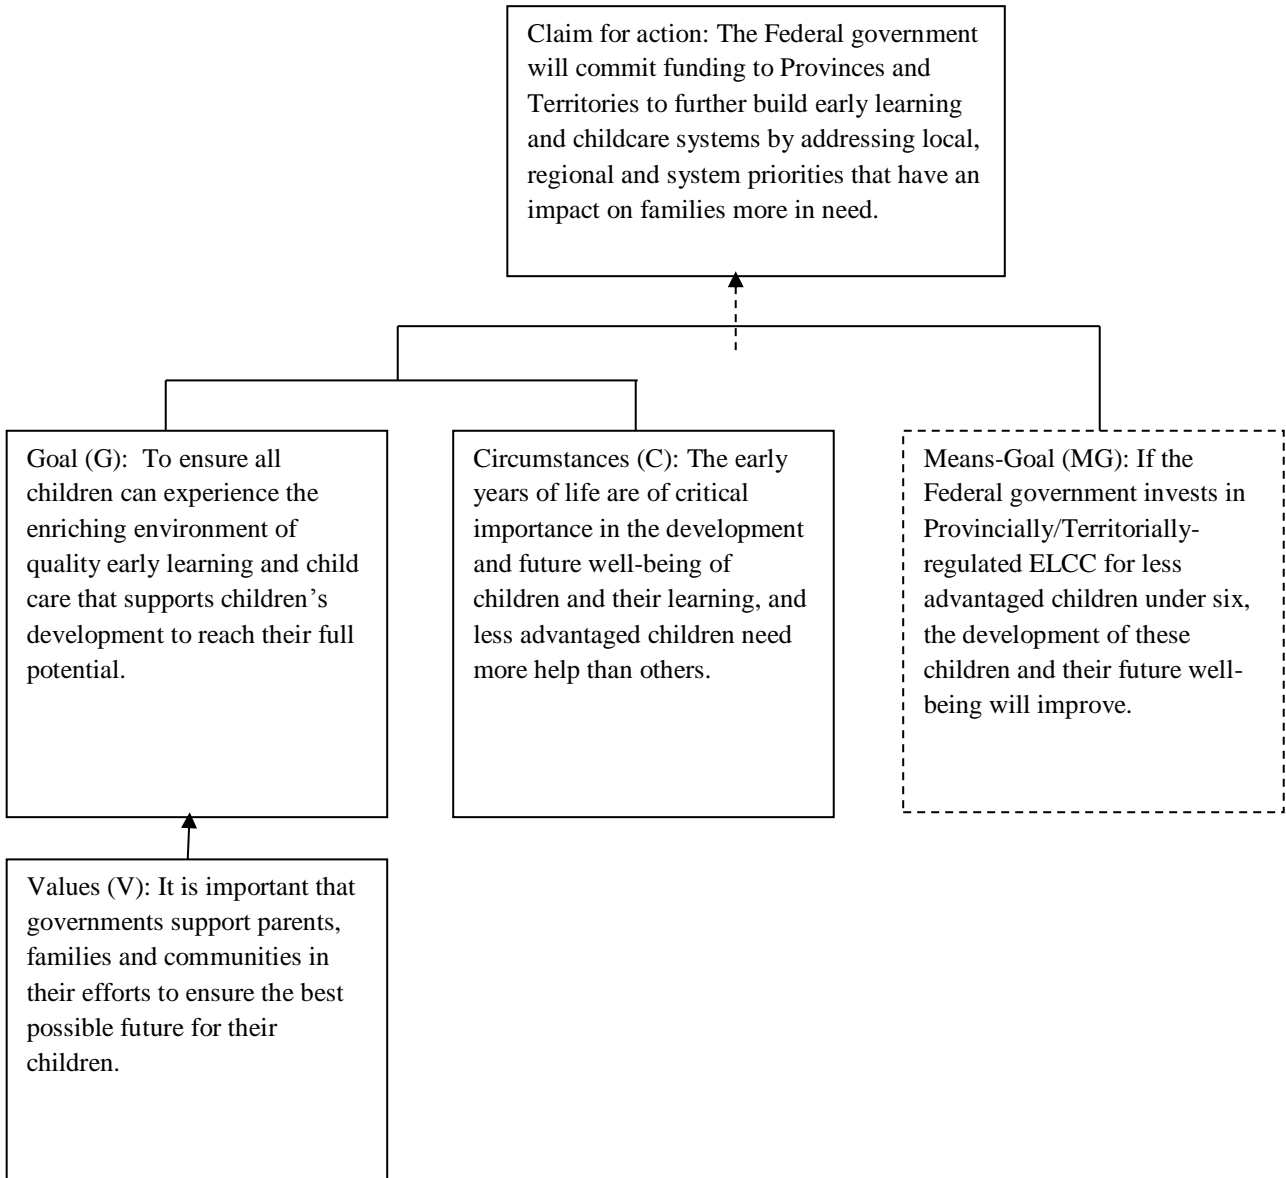 Claim for action: The Federal government
will commit funding to Provinces and
Territories to further build early learning
and childcare systems by addressing local,
regional and system priorities that have an
impact on families more in need.
Goal (G):  To ensure all
children can experience the
enriching environment of
quality early learning and child
care that supports children’s
development to reach their full
potential.
Circumstances (C): The early
years of life are of critical
importance in the development
and future well-being of
children and their learning, and
less advantaged children need
more help than others.
Means-Goal (MG): If the
Federal government invests in
Provincially/Territorially-
regulated ELCC for less
advantaged children under six,
the development of these
children and their future well-
being will improve.
Values (V): It is important that
governments support parents,
families and communities in
their efforts to ensure the best
possible future for their
children.